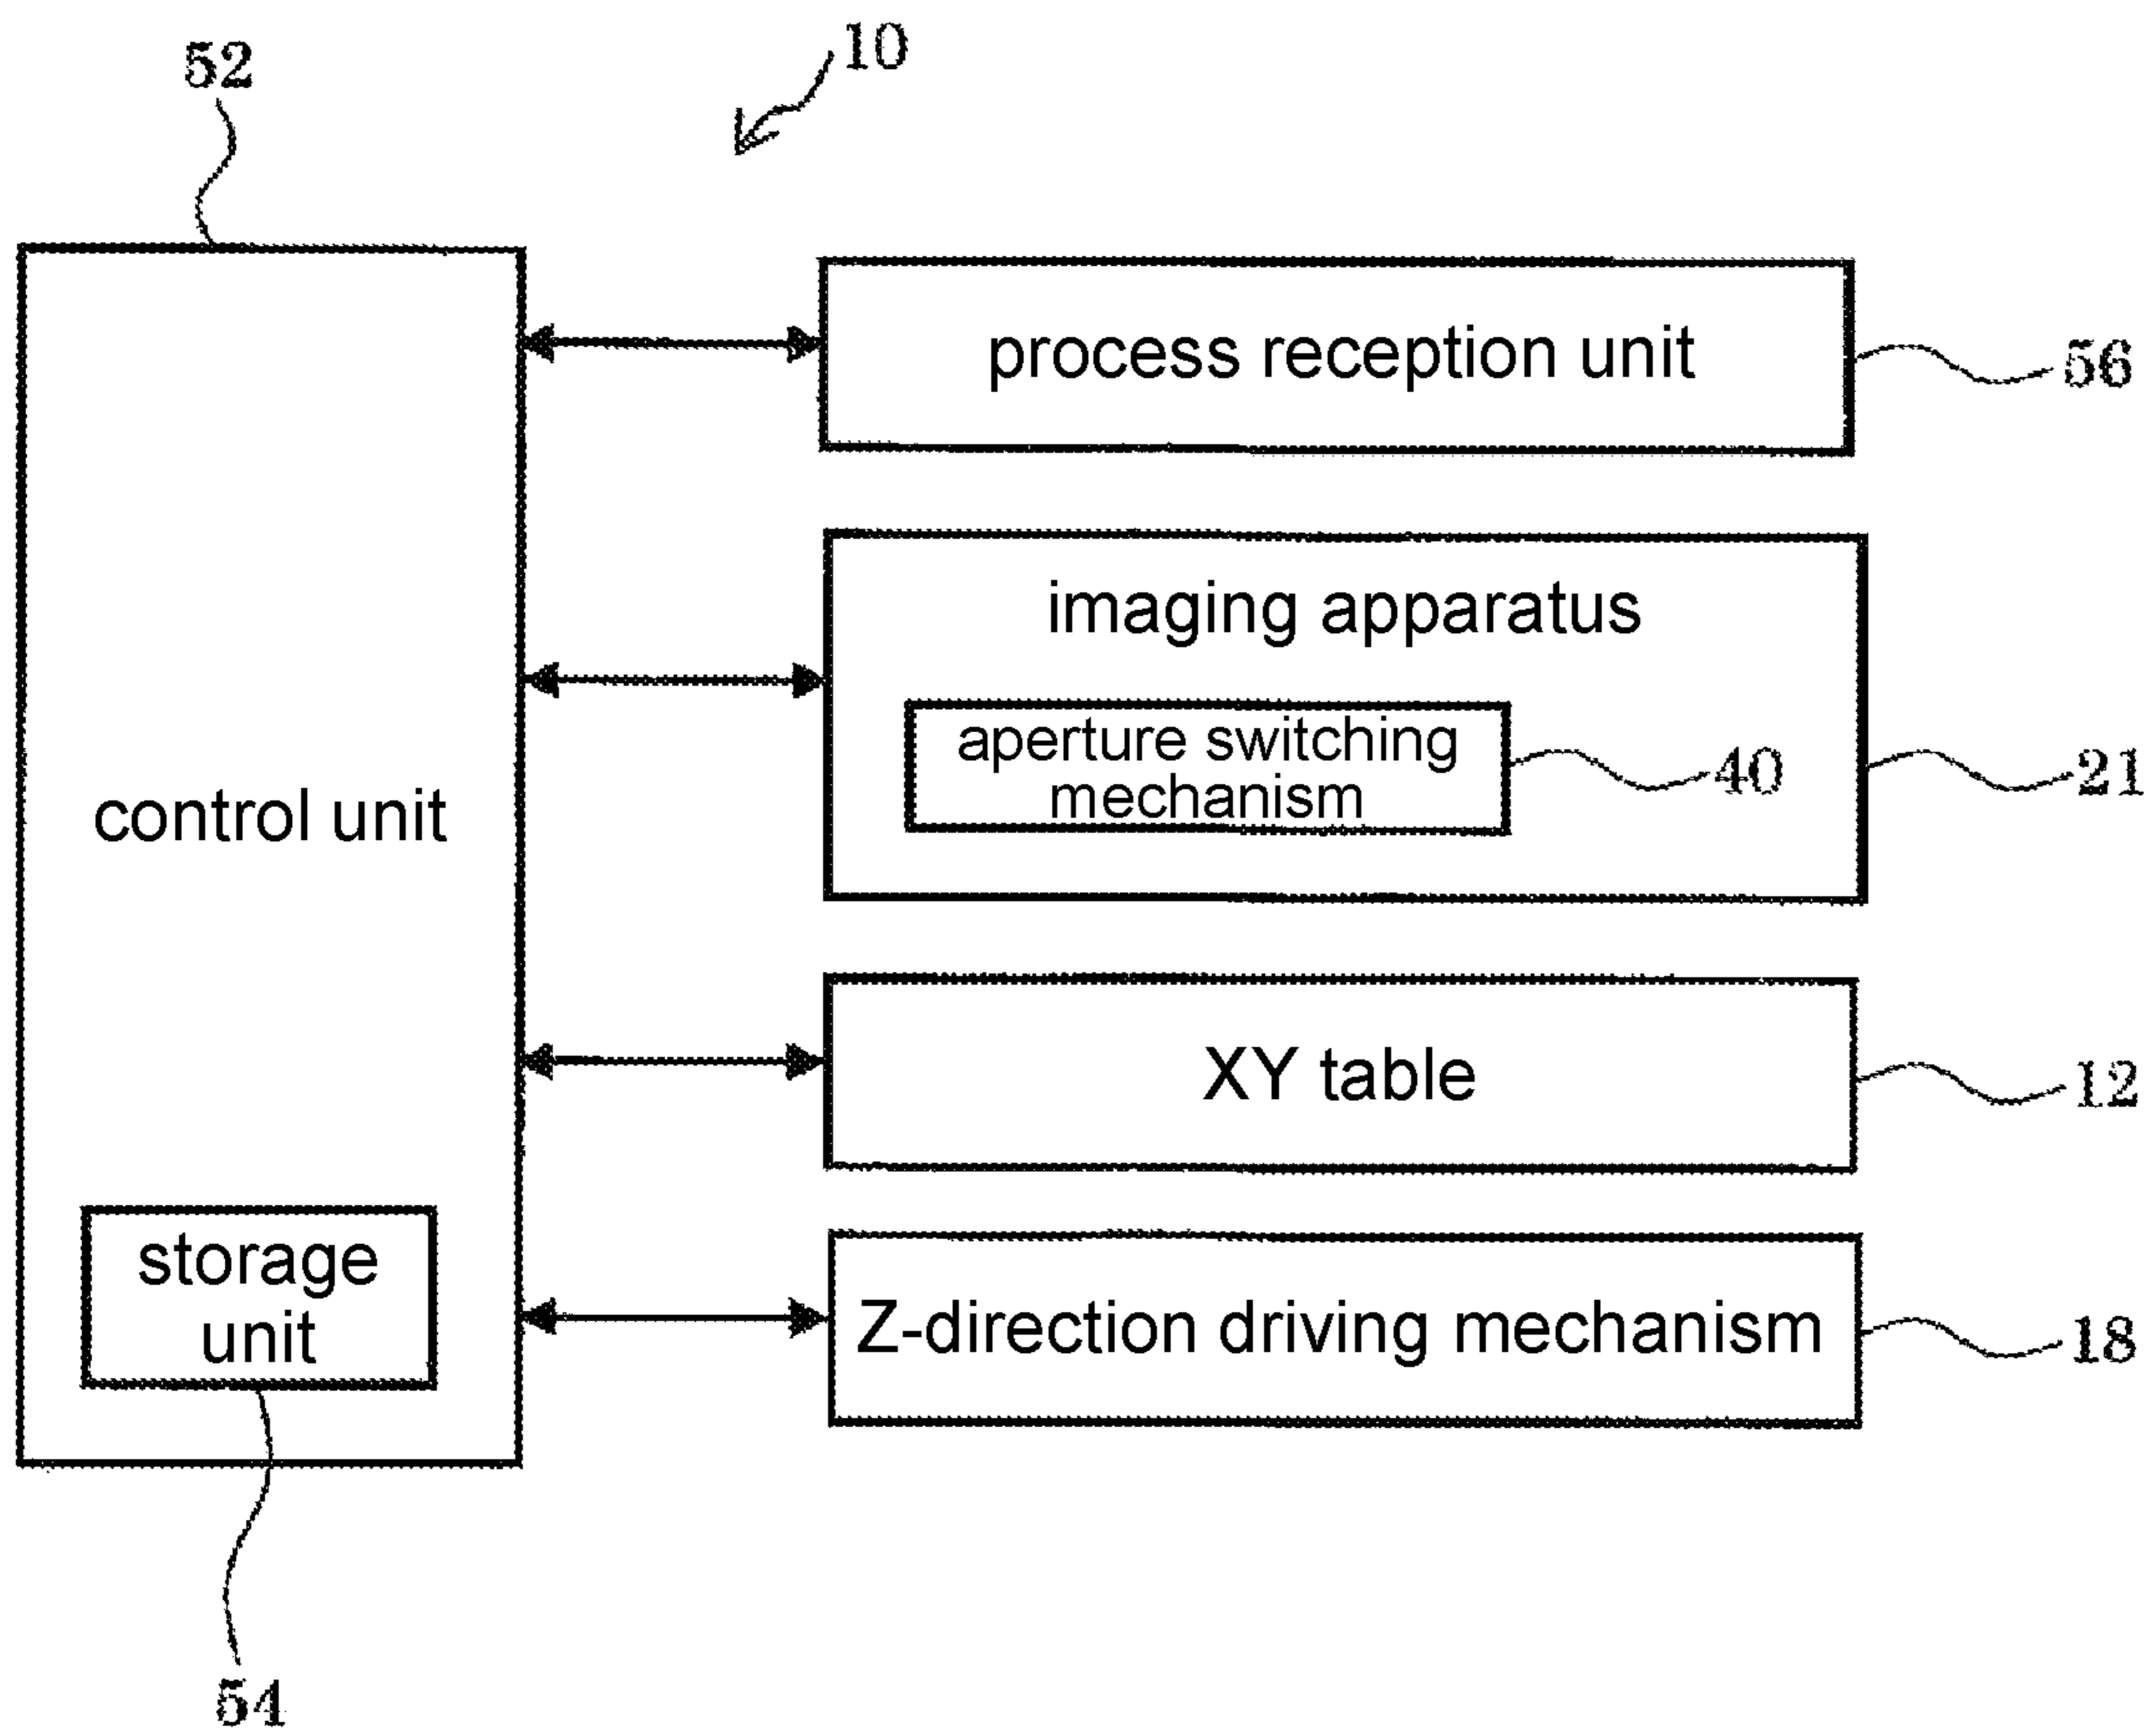 10
52
process reception unit
56
imaging apparatus
aperture switching
mechanism
40
21
control unit
XY table
12
storage
unit
Z-direction driving mechanism
18
54